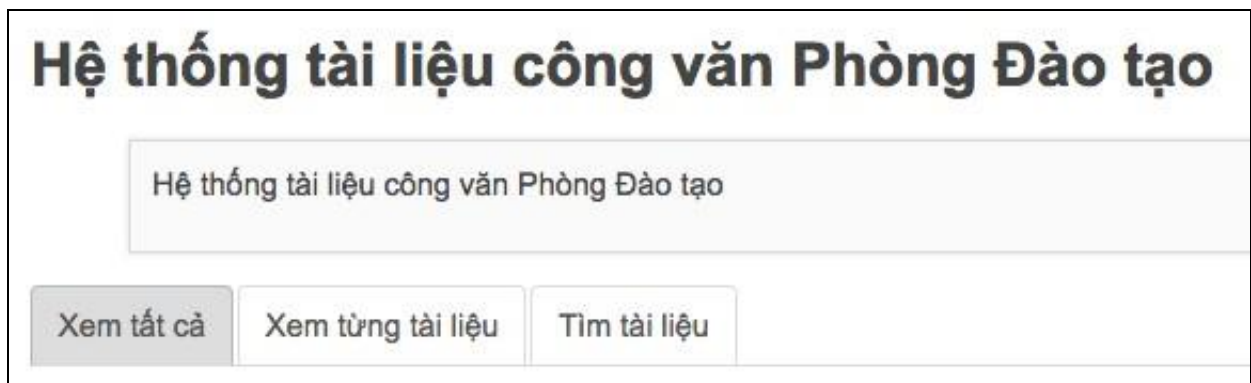 Hệ thống tài liệu công văn Phòng Đào tạo
Hệ thống tài liệu công văn Phòng Đào tạo
Xem tất cả Xem từng tài liệu Tìm tài liệu